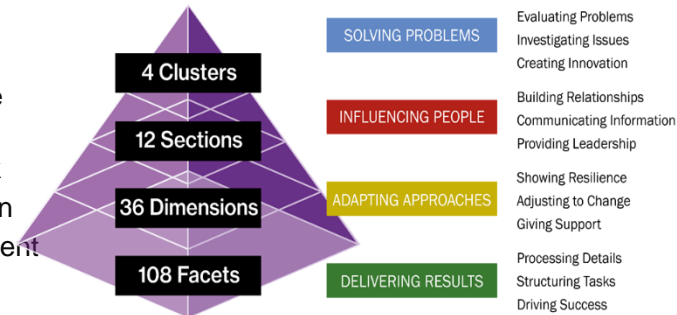 4 Clusters
12 Sections
36 Dimensions
108 Facets
SOLVING PROBLEMS
Evaluating Problems
Investigating Issues
Creating Innovation
INFLUENCING PEOPLE
Building Relationships
Communicating Information
Providing Leadership
ADAPTING APPROACHES
Showing Resilience
Adjusting to Change
Giving Support
DELIVERING RESULTS
Processing Details
Structuring Tasks
Driving Success